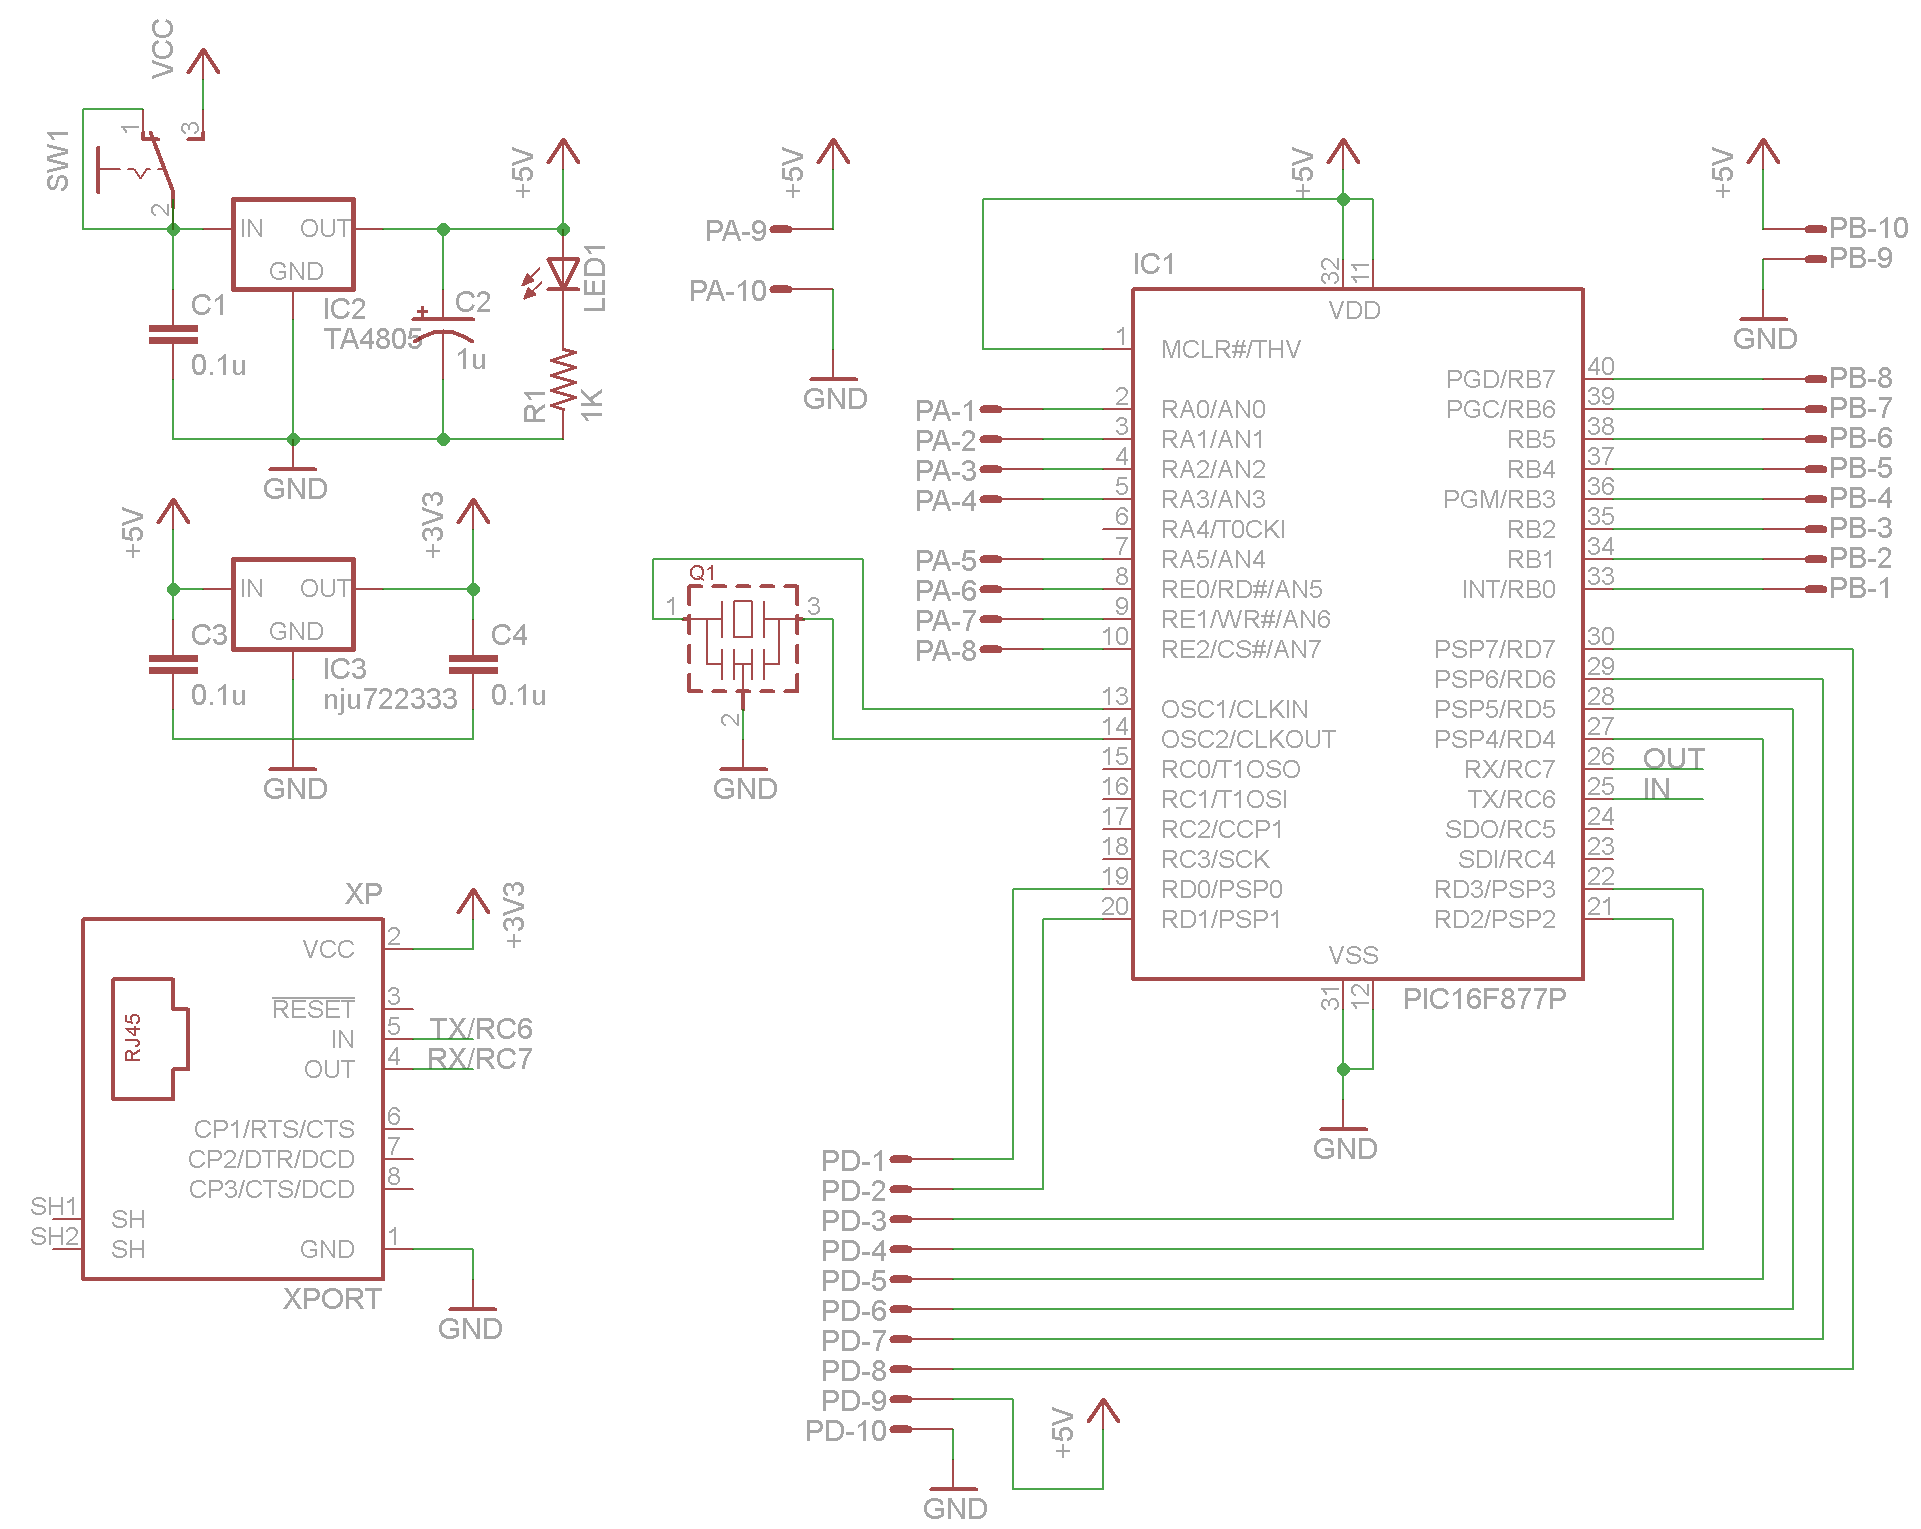 VCC
SW1
1
3
2
IN
OUT
GND
IC2
TA4805
C1
0.1u
+
C2
1u
+5V
LED1
R1
1K
GND
+5V
IN
OUT
GND
IC3
nju722333
C3
0.1u
+3V3
C4
0.1u
GND
XP
+3V3
VCC
2
RESET
3
IN
5
TX/RC6
OUT
4
RX/RC7
RJ45
CP1/RTS/CTS
6
CP2/DTR/DCD
7
CP3/CTS/DCD
8
SH1
SH
SH2
SH
GND
1
XPORT
GND
+5V
PA-9
PA-10
GND
Q1
1
3
2
GND
+5V
IC1
32
11
VDD
1
MCLR#/THV
PA-1
2
RA0/AN0
PA-2
3
RA1/AN1
PA-3
4
RA2/AN2
PA-4
5
RA3/AN3
6
RA4/T0CKI
PA-5
7
RA5/AN4
PA-6
8
RE0/RD#/AN5
PA-7
9
RE1/WR#/AN6
PA-8
10
RE2/CS#/AN7
13
OSC1/CLKIN
14
OSC2/CLKOUT
15
RC0/T1OSO
16
RC1/T1OSI
17
RC2/CCP1
18
RC3/SCK
19
RD0/PSP0
20
RD1/PSP1
PGD/RB7
40
PB-8
PGC/RB6
39
PB-7
RB5
38
PB-6
RB4
37
PB-5
PGM/RB3
36
PB-4
RB2
35
PB-3
RB1
34
PB-2
INT/RB0
33
PB-1
PSP7/RD7
30
PSP6/RD6
29
PSP5/RD5
28
PSP4/RD4
27
RX/RC7
26
OUT
TX/RC6
25
IN
SDO/RC5
24
SDI/RC4
23
RD3/PSP3
22
RD2/PSP2
21
VSS
31
12
PIC16F877P
GND
+5V
PB-10
PB-9
GND
PD-1
PD-2
PD-3
PD-4
PD-5
PD-6
PD-7
PD-8
PD-9
PD-10
+5V
GND